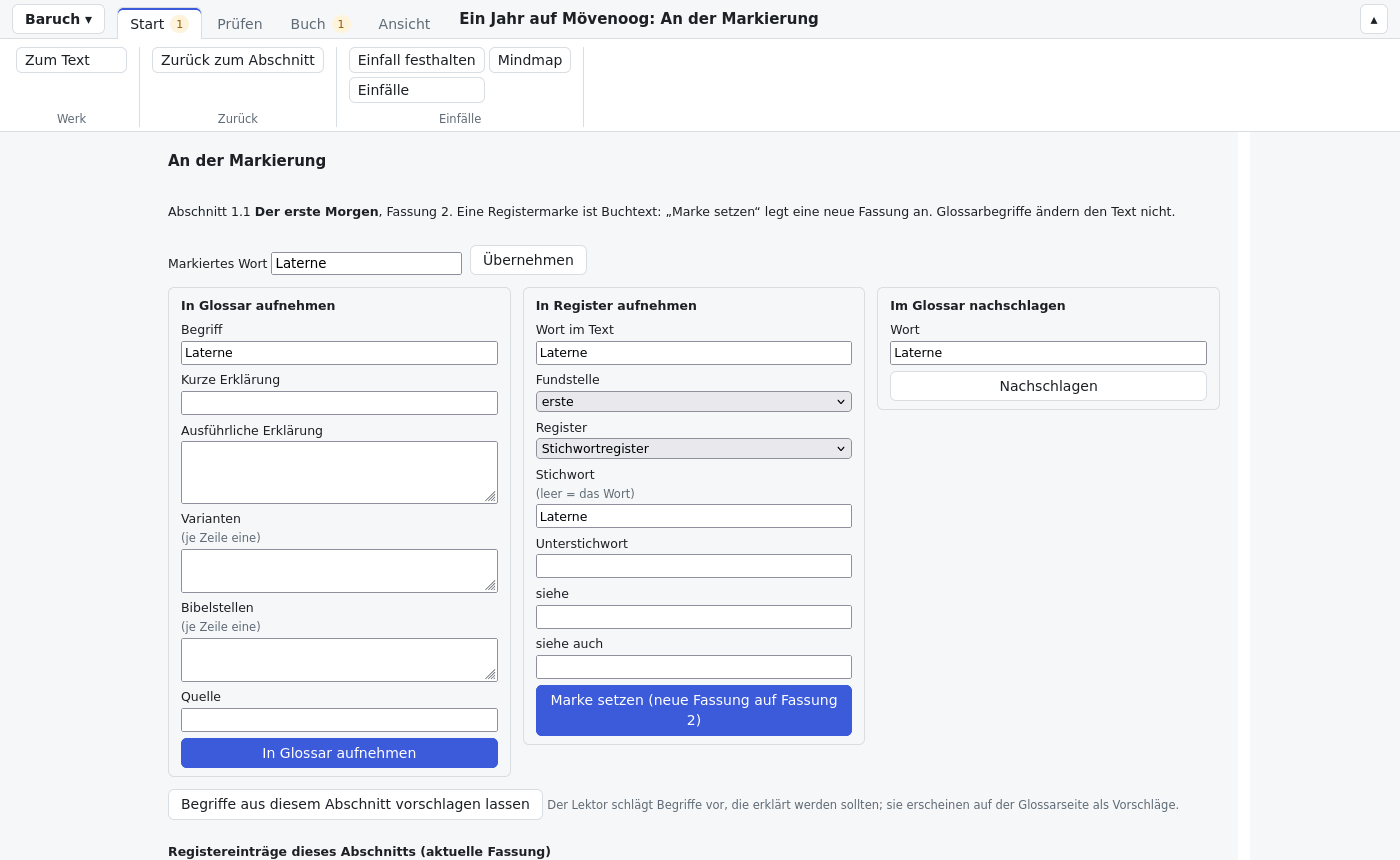 Baruch ▾
Start 1
Prüfen
Buch 1
Ansicht
Ein Jahr auf Mövenoog: An der Markierung
▴
Zum Text
Zurück zum Abschnitt
Einfall festhalten
Mindmap
Einfälle
Werk
Zurück
Einfälle
An der Markierung
Abschnitt 1.1 Der erste Morgen, Fassung 2. Eine Registermarke ist Buchtext: „Marke setzen“ legt eine neue Fassung an. Glossarbegriffe ändern den Text nicht.
Markiertes Wort Laterne Übernehmen
In Glossar aufnehmen
Begriff
Laterne
Kurze Erklärung
Ausführliche Erklärung
Varianten
(je Zeile eine)
Bibelstellen
(je Zeile eine)
Quelle
In Glossar aufnehmen
In Register aufnehmen
Wort im Text
Laterne
Fundstelle
erste
Register
Stichwortregister
Stichwort
(leer = das Wort)
Laterne
Unterstichwort
siehe
siehe auch
Marke setzen (neue Fassung auf Fassung
2)
Im Glossar nachschlagen
Wort
Laterne
Nachschlagen
Begriffe aus diesem Abschnitt vorschlagen lassen
Der Lektor schlägt Begriffe vor, die erklärt werden sollten; sie erscheinen auf der Glossarseite als Vorschläge.
Registereinträge dieses Abschnitts (aktuelle Fassung)